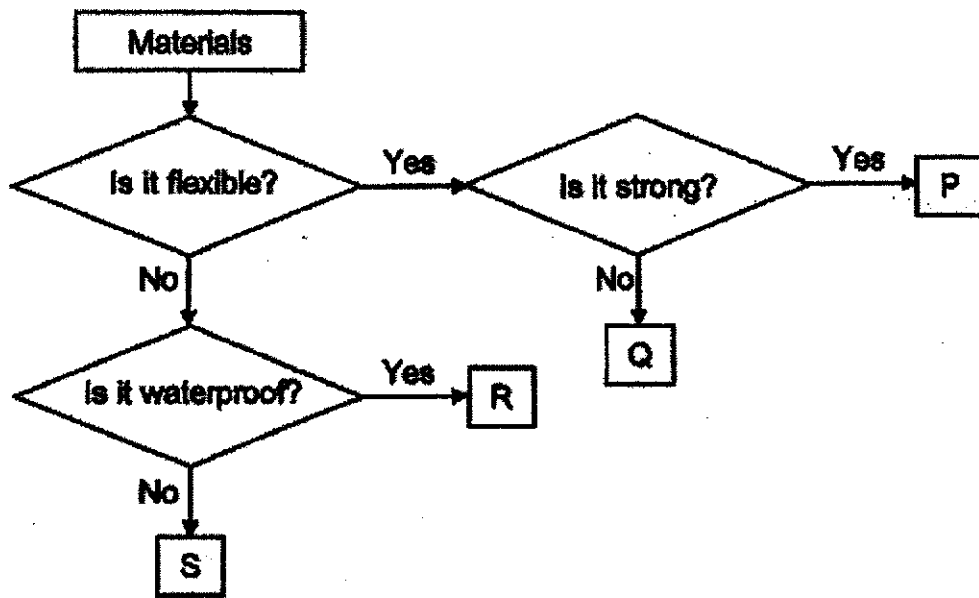 Materials
Is it flexible?
Yes
Is it strong?
Yes
P
No
No
Q
Is it waterproof?
Yes
R
No
S